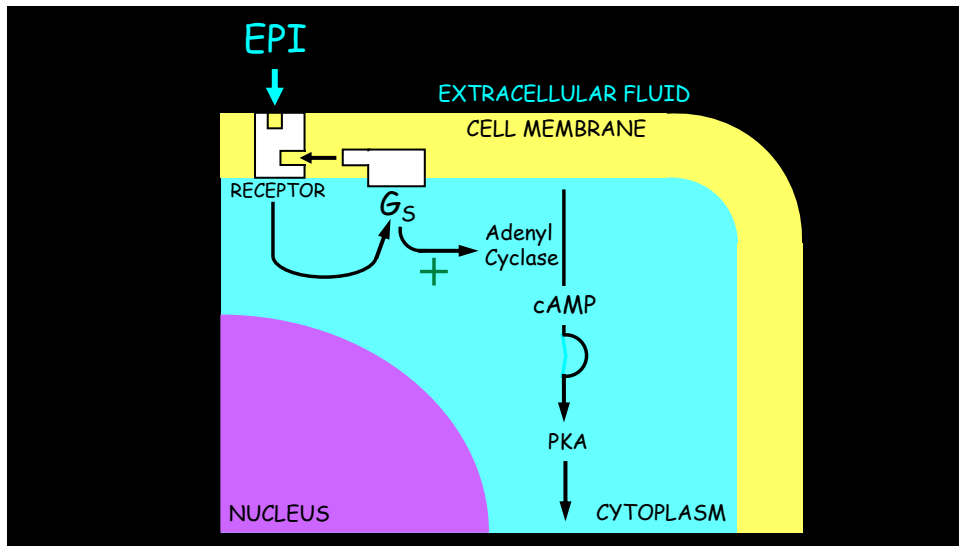 EPI
EXTRACELLULAR FLUID
CELL MEMBRANE
RECEPTOR
GS
Adenyl
Cyclase
+
cAMP
PKA
NUCLEUS
CYTOPLASM